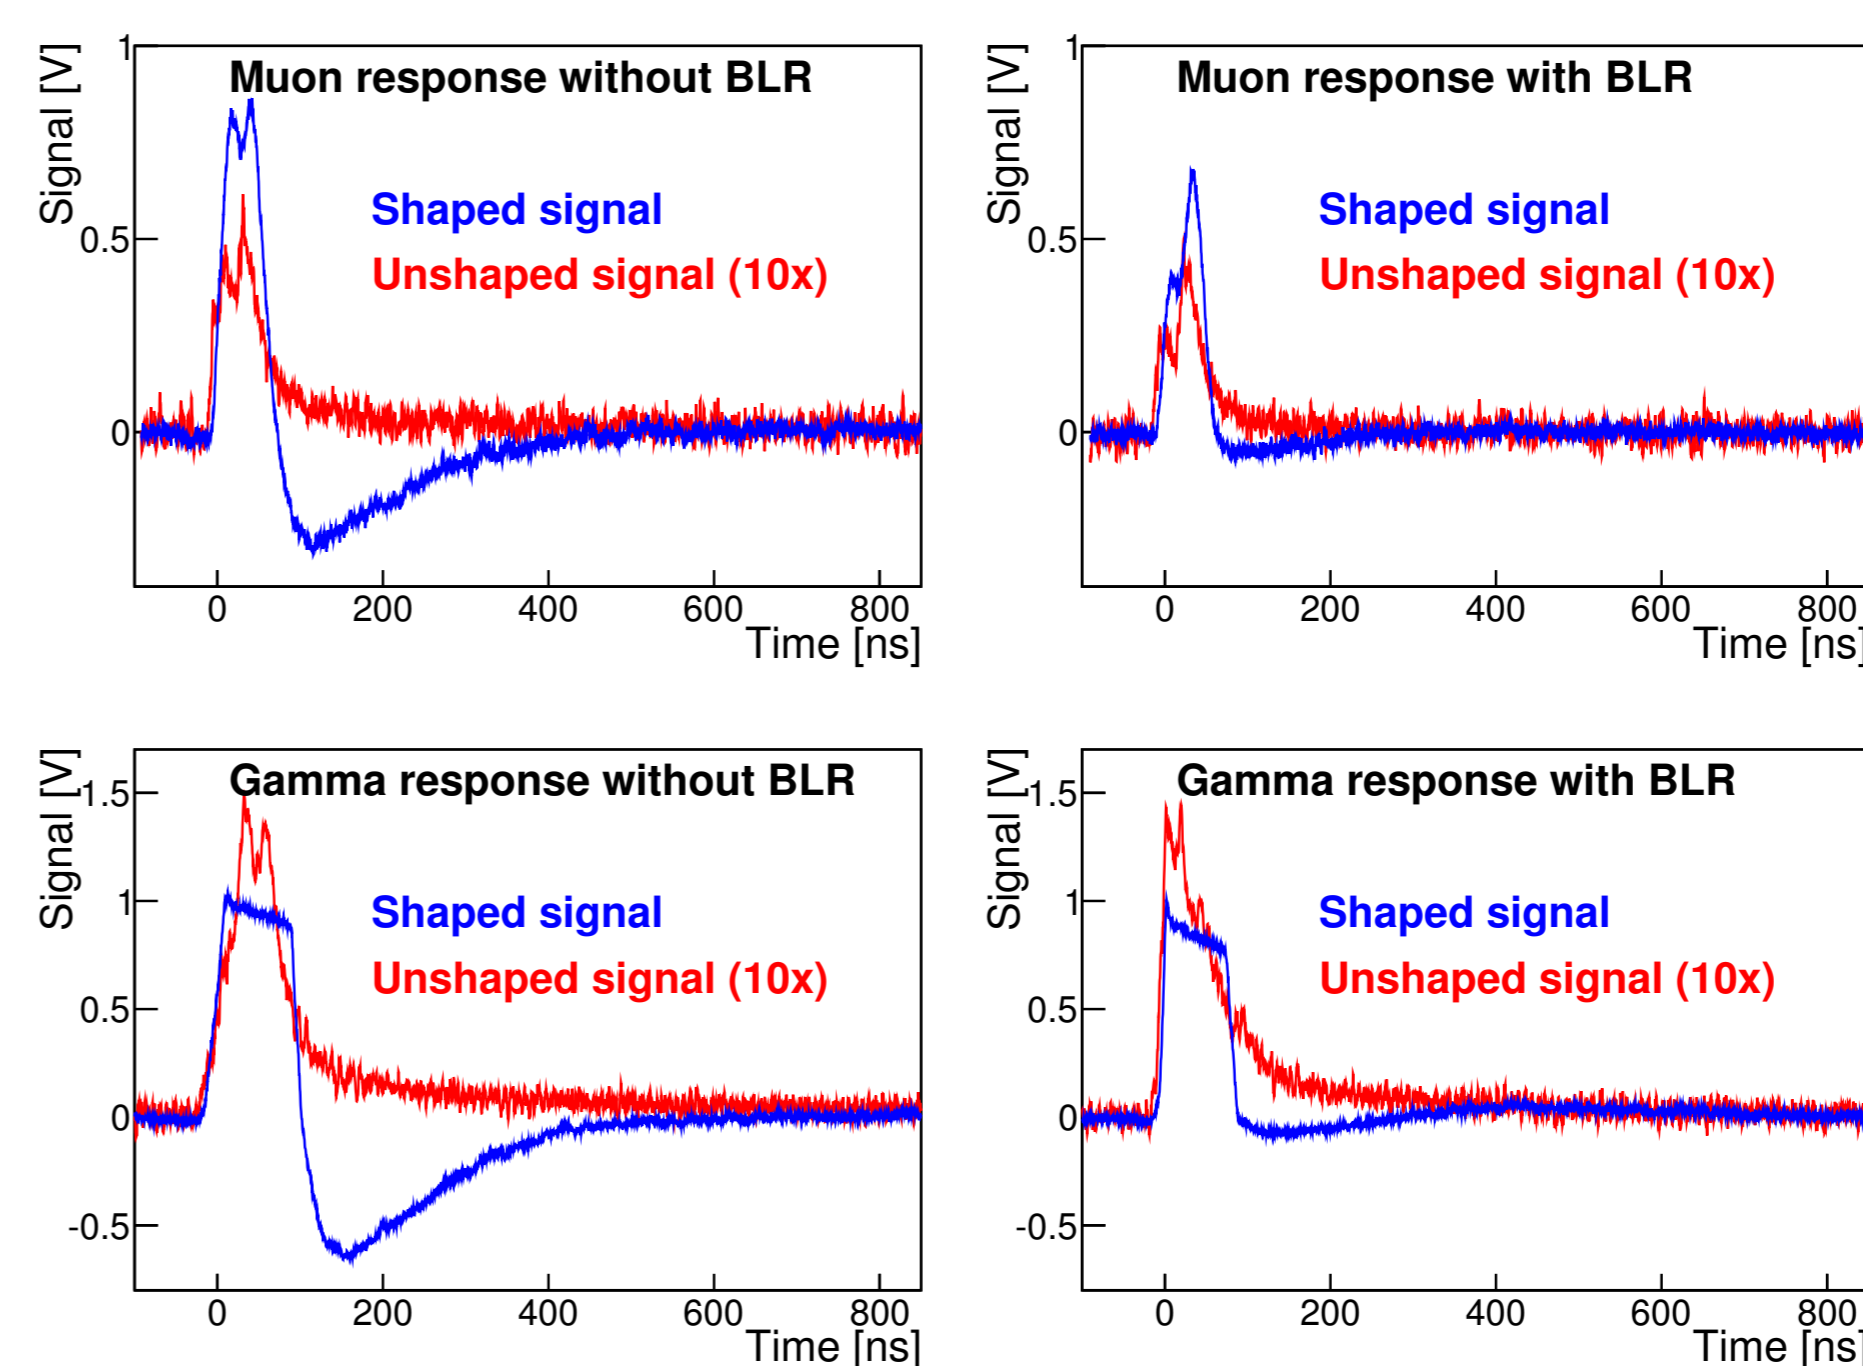 Signal [V]
1
Muon response without BLR
Shaped signal
0.5
Unshaped signal (10x)
0
0 200 400 600 800
Time [ns]
Signal [V]
1
Muon response with BLR
Shaped signal
0.5
Unshaped signal (10x)
0
0 200 400 600 800
Time [ns]
Signal [V]
1.5
Gamma response without BLR
1
Shaped signal
Unshaped signal (10x)
0.5
0
-0.5
0 200 400 600 800
Time [ns]
Signal [V]
1.5
Gamma response with BLR
1
Shaped signal
Unshaped signal (10x)
0.5
0
-0.5
0 200 400 600 800
Time [ns]